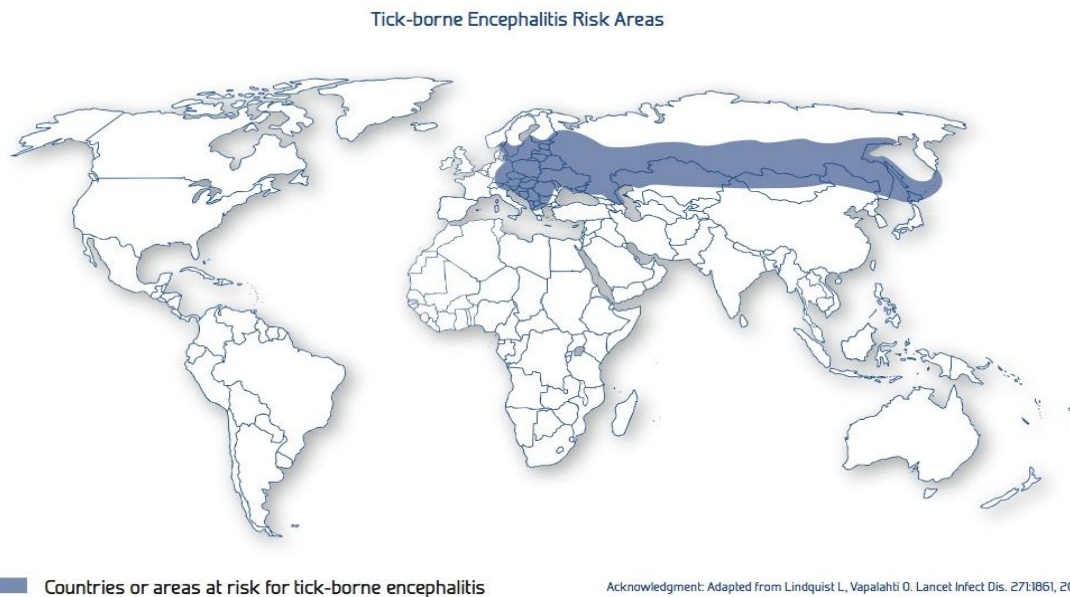 Tick-borne Encephalitis Risk Areas
Countries or areas at risk for tick-borne encephalitis
Acknowledgment: Adapted from Lindquist L, Vapalahti O. Lancet Infect Dis. 271:1861, 20